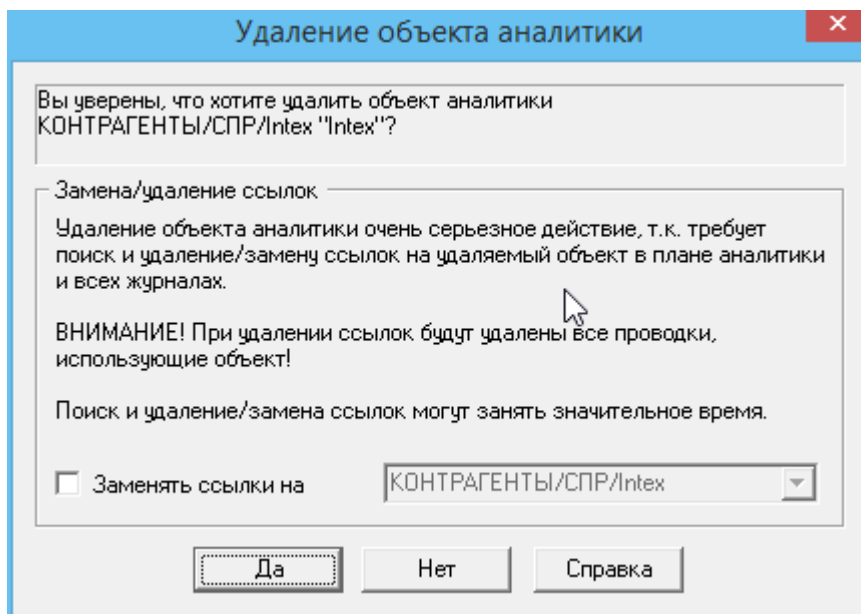 Удаление объекта аналитики
Вы уверены, что хотите удалить объект аналитики
КОНТРАГЕНТЫ/СПР/Intex "Intex"?
Замена/удаление ссылок
Удаление объекта аналитики очень серьезное действие, т.к. требует
поиск и удаление/замену ссылок на удаляемый объект в плане аналитики
и всех журналах.
ВНИМАНИЕ! При удалении ссылок будут удалены все проводки,
использующие объект!
Поиск и удаление/замена ссылок могут занять значительное время.
Заменять ссылки на КОНТРАГЕНТЫ/СПР/Intex
Да Нет Справка